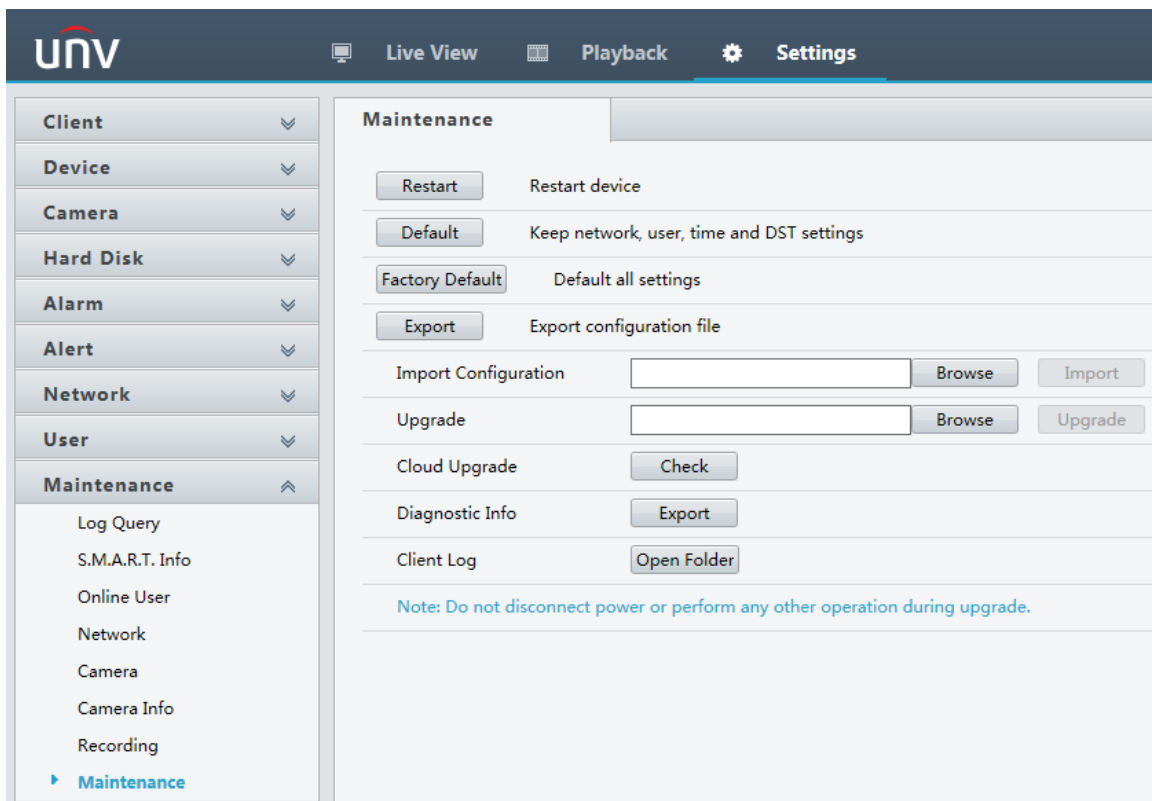 unv
Live View
Playback
Settings
Client
Device
Camera
Hard Disk
Alarm
Alert
Network
User
Maintenance
Log Query
S.M.A.R.T. Info
Online User
Network
Camera
Camera Info
Recording
Maintenance
Maintenance
Restart Restart device
Default Keep network, user, time and DST settings
Factory Default Default all settings
Export Export configuration file
Import Configuration Browse Import
Upgrade Browse Upgrade
Cloud Upgrade Check
Diagnostic Info Export
Client Log Open Folder
Note: Do not disconnect power or perform any other operation during upgrade.